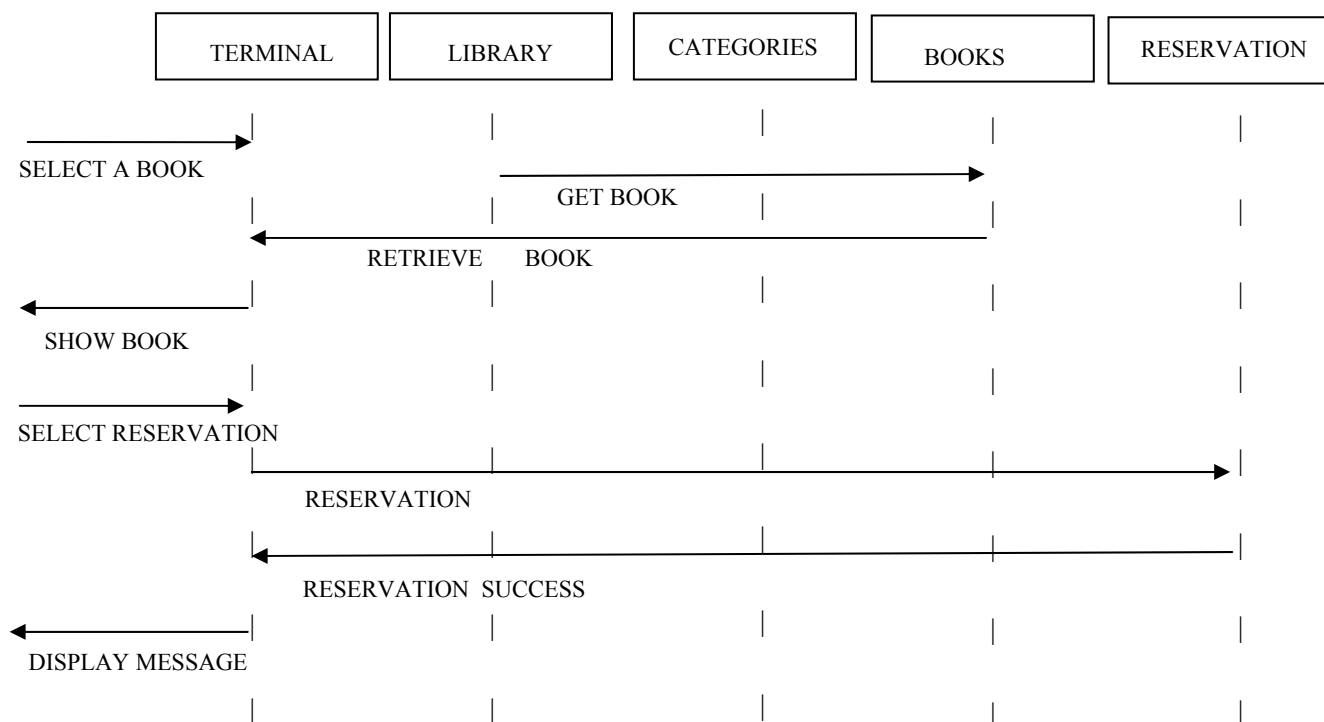 TERMINAL
LIBRARY
CATEGORIES
BOOKS
RESERVATION
SELECT A BOOK
GET BOOK
RETRIEVE BOOK
SHOW BOOK
SELECT RESERVATION
RESERVATION
RESERVATION SUCCESS
DISPLAY MESSAGE